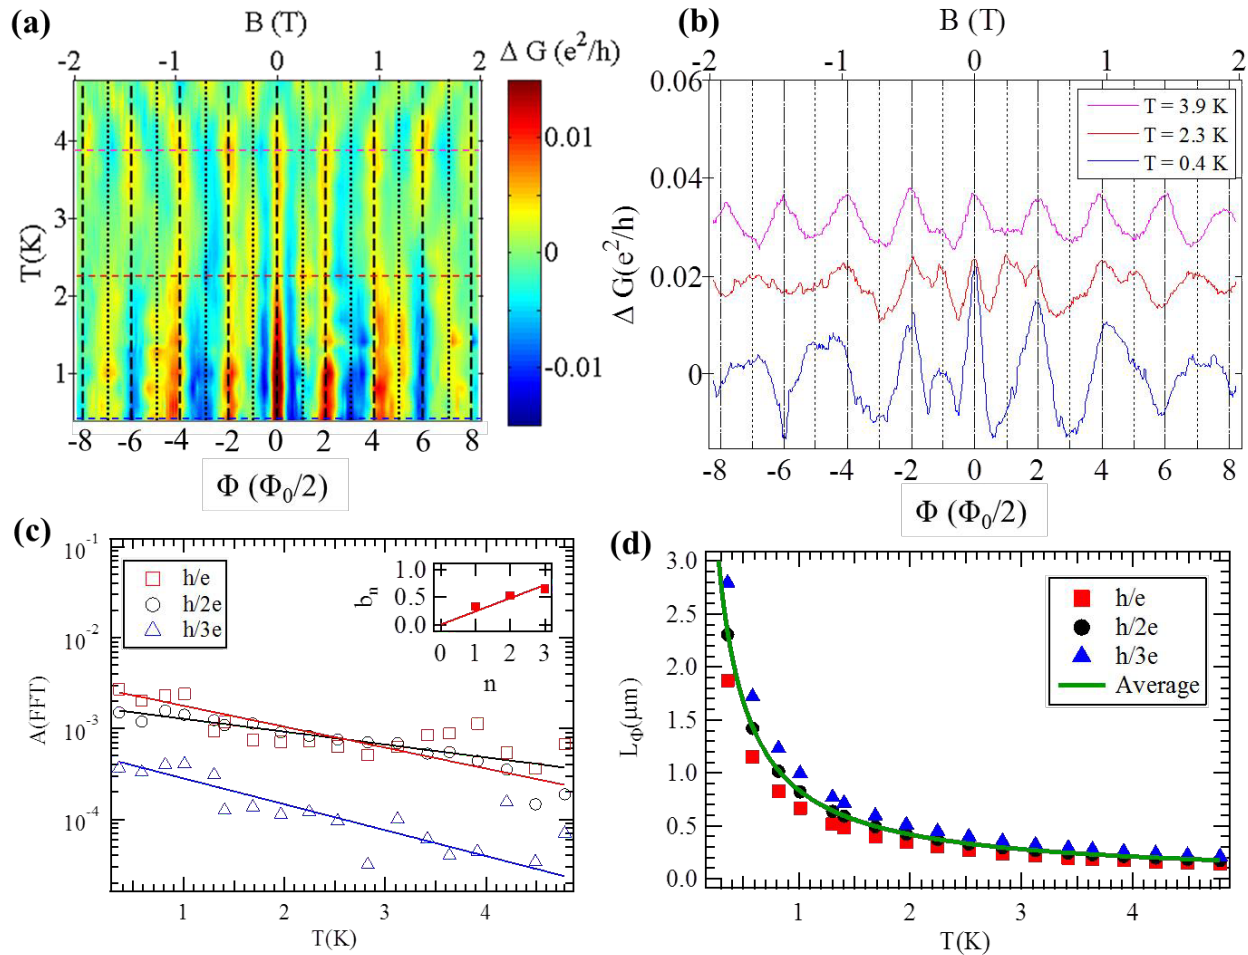 (a)
B (T)
-2 -1 0 1 2
Δ G (e²/h)
T(K)
4
3
2
1
0.01
0
-0.01
-8 -6 -4 -2 0 2 4 6 8
Φ (Φ₀/2)
(b)
B (T)
-2 -1 0 1 2
Δ G(e²/h)
0.06
0.04
0.02
0
T = 3.9 K
T = 2.3 K
T = 0.4 K
-8 -6 -4 -2 0 2 4 6 8
Φ (Φ₀/2)
(c)
A(FFT)
10⁻¹
10⁻²
10⁻³
10⁻⁴
h/e
h/2e
h/3e
bₙ
1.0
0.5
0.0
0 1 2 3
n
1 2 3 4
T(K)
(d)
L_Φ(μm)
3.0
2.5
2.0
1.5
1.0
0.5
0.0
h/e
h/2e
h/3e
Average
1 2 3 4
T(K)